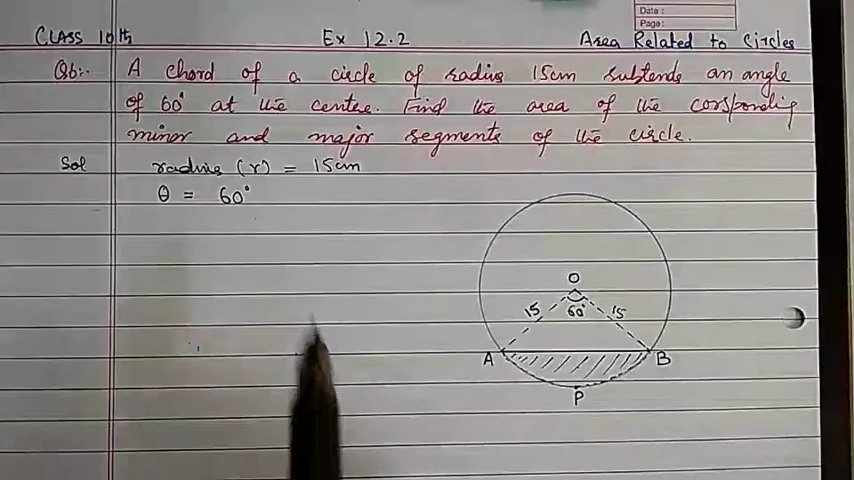 Date:
Page:
CLASS 10th Ex 12.2 Area Related to Circles
Q6:- A chord of a circle of radius 15cm subtends an angle
of 60° at the centre. Find the area of the corsponding
minor and major segments of the circle.
Sol radius (r) = 15cm
θ = 60°
O
15 60° 15
A B
P